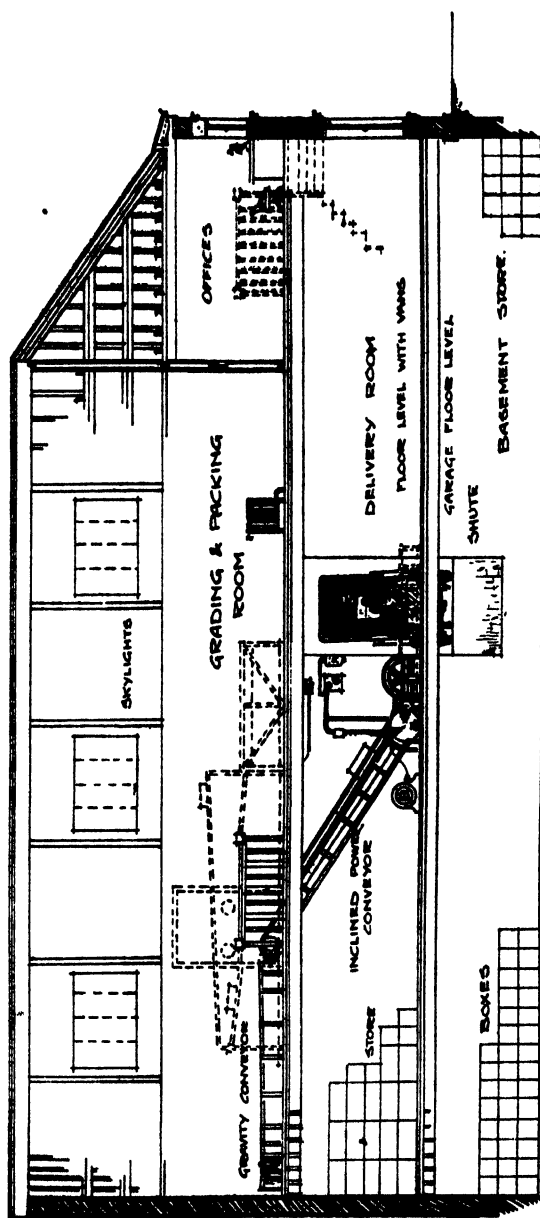 SKYLIGHTS
OFFICES
GRADING & PACKING
ROOM
GRAVITY CONVEYOR
DELIVERY ROOM
FLOOR LEVEL WITH VANS
INCLINED POWER
CONVEYOR
STORE
GARAGE FLOOR LEVEL
SHUTE
BASEMENT STORE.
BOXES